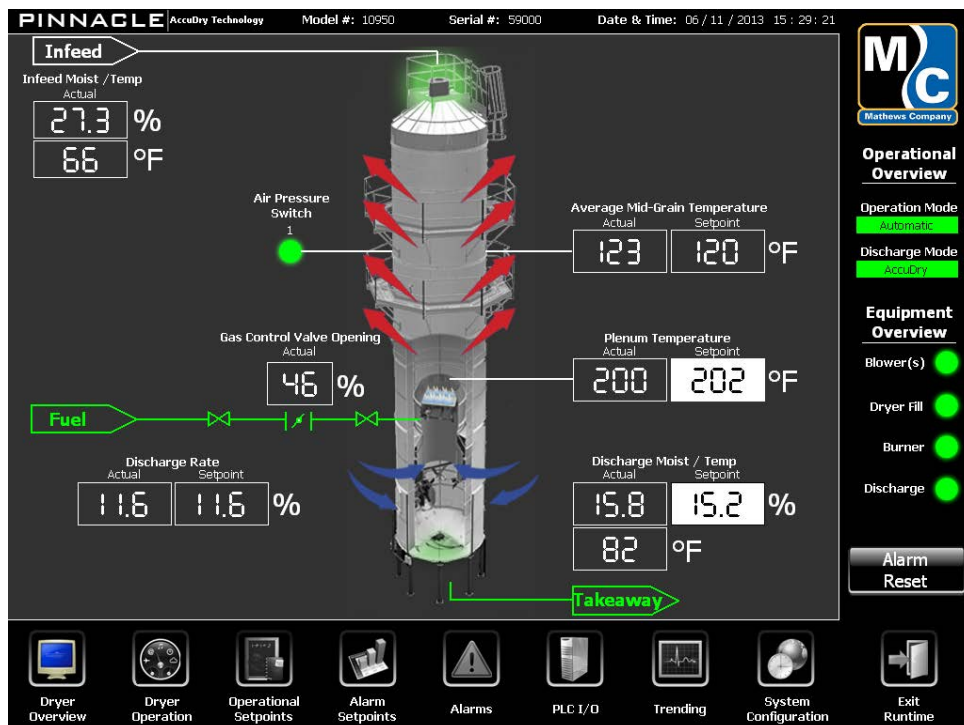 PINNACLE AccuDry Technology Model #: 10950 Serial #: 59000 Date & Time: 06 / 11 / 2013 15 : 29 : 21
Infeed
Infeed Moist /Temp
Actual
27.3 %
66 °F
Air Pressure
Switch
1
Average Mid-Grain Temperature
Actual Setpoint
123 120 °F
Gas Control Valve Opening
Actual
46 %
Plenum Temperature
Actual Setpoint
200 202 °F
Fuel
Discharge Rate
Actual Setpoint
11.6 11.6 %
Discharge Moist / Temp
Actual Setpoint
15.8 15.2 %
82 °F
Takeaway
MC
Mathews Company
Operational
Overview
Operation Mode
Automatic
Discharge Mode
AccuDry
Equipment
Overview
Blower(s)
Dryer Fill
Burner
Discharge
Alarm
Reset
Dryer
Overview
Dryer
Operation
Operational
Setpoints
Alarm
Setpoints
Alarms
PLC I/O
Trending
System
Configuration
Exit
Runtime